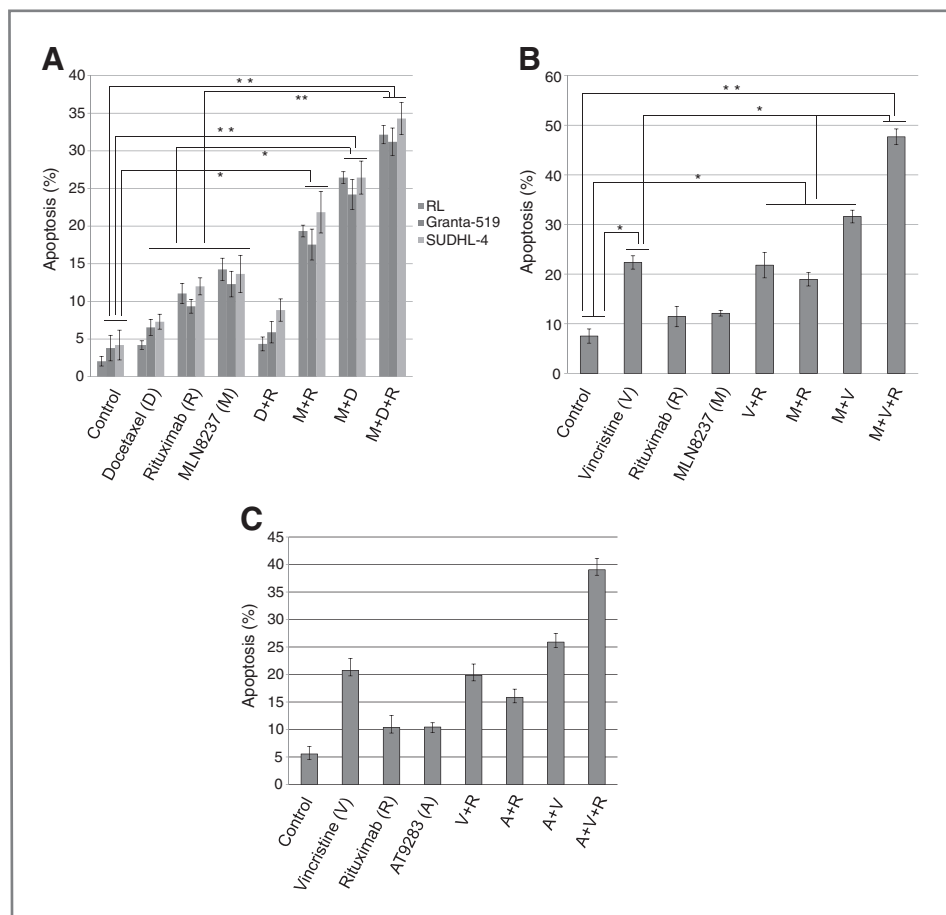 A
40
35
30
25
20
15
10
5
0
Apoptosis (%)
* *
**
* *
*
*
Control
Docetaxel (D)
Rituximab (R)
MLN8237 (M)
D+R
M+R
M+D
M+D+R
RL
Granta-519
SUDHL-4
B
60
50
40
30
20
10
0
Apoptosis (%)
* *
*
*
*
Control
Vincristine (V)
Rituximab (R)
MLN8237 (M)
V+R
M+R
M+V
M+V+R
C
45
40
35
30
25
20
15
10
5
0
Apoptosis (%)
Control
Vincristine (V)
Rituximab (R)
AT9283 (A)
V+R
A+R
A+V
A+V+R